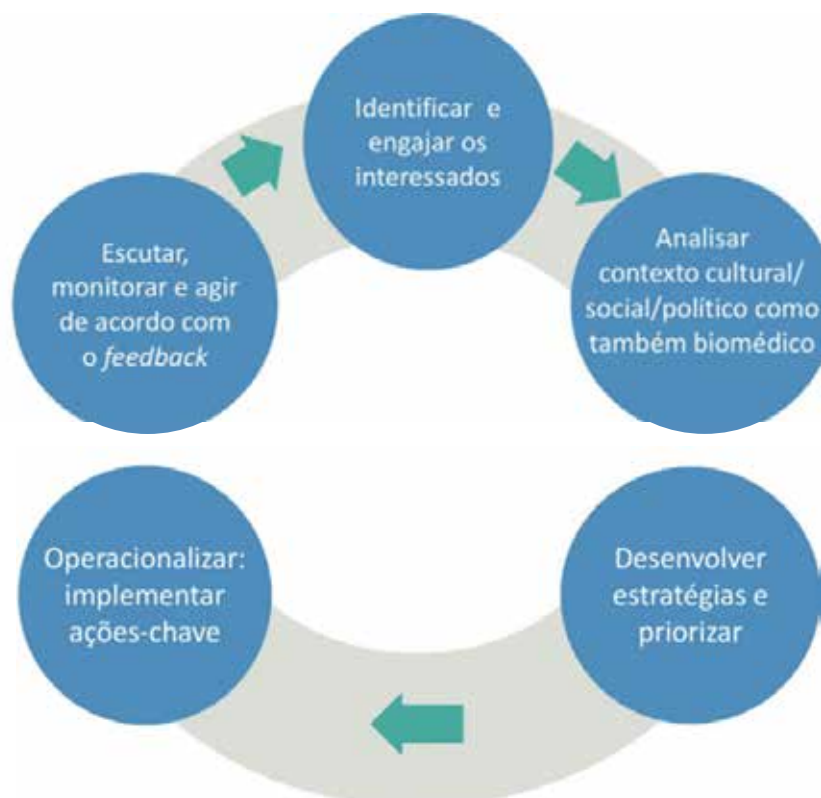 Identificar e
engajar os
interessados
Escutar,
monitorar e agir
de acordo com
o feedback
Analisar
contexto cultural/
social/político como
também biomédico
Operacionalizar:
implementar
ações-chave
Desenvolver
estratégias e
priorizar